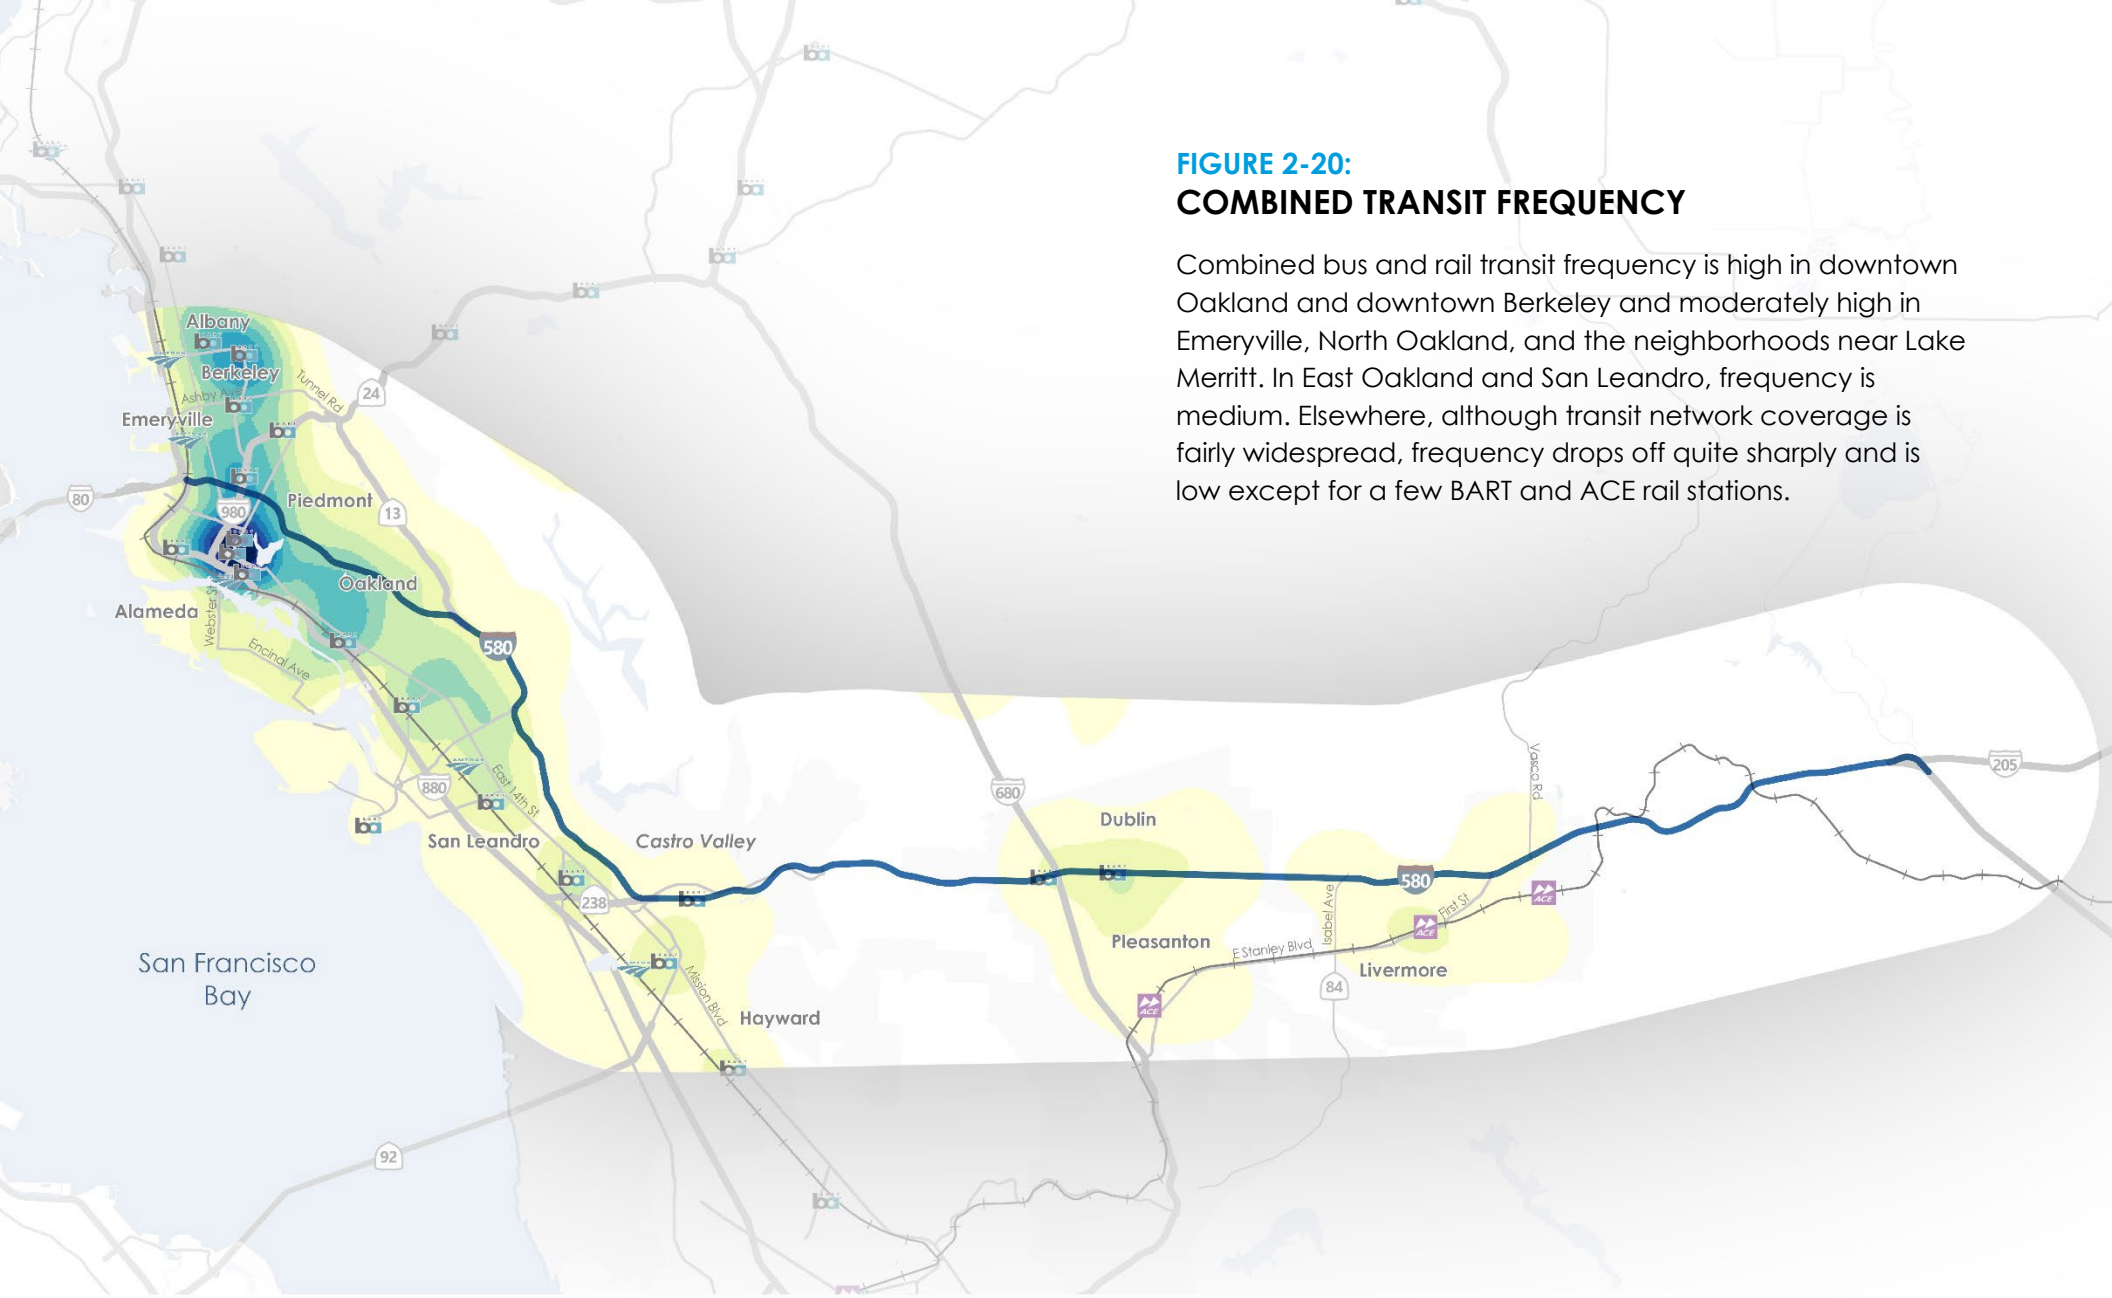 FIGURE 2-20:
COMBINED TRANSIT FREQUENCY
Combined bus and rail transit frequency is high in downtown
Oakland and downtown Berkeley and moderately high in
Emeryville, North Oakland, and the neighborhoods near Lake
Merritt. In East Oakland and San Leandro, frequency is
medium. Elsewhere, although transit network coverage is
fairly widespread, frequency drops off quite sharply and is
low except for a few BART and ACE rail stations.
Albany
Berkeley
Tunnel Rd
24
Ashby Ave
Emeryville
80
Piedmont
980
13
Oakland
Alameda
Webster St
Encinal Ave
580
880
East 14th St
San Leandro
Castro Valley
238
Mission Blvd
Hayward
San Francisco
Bay
92
680
Dublin
Pleasanton
E Stanley Blvd
Isabel Ave
84
580
First St
ACE
ACE
ACE
Livermore
Vasco Rd
205
AMTRAK
ba